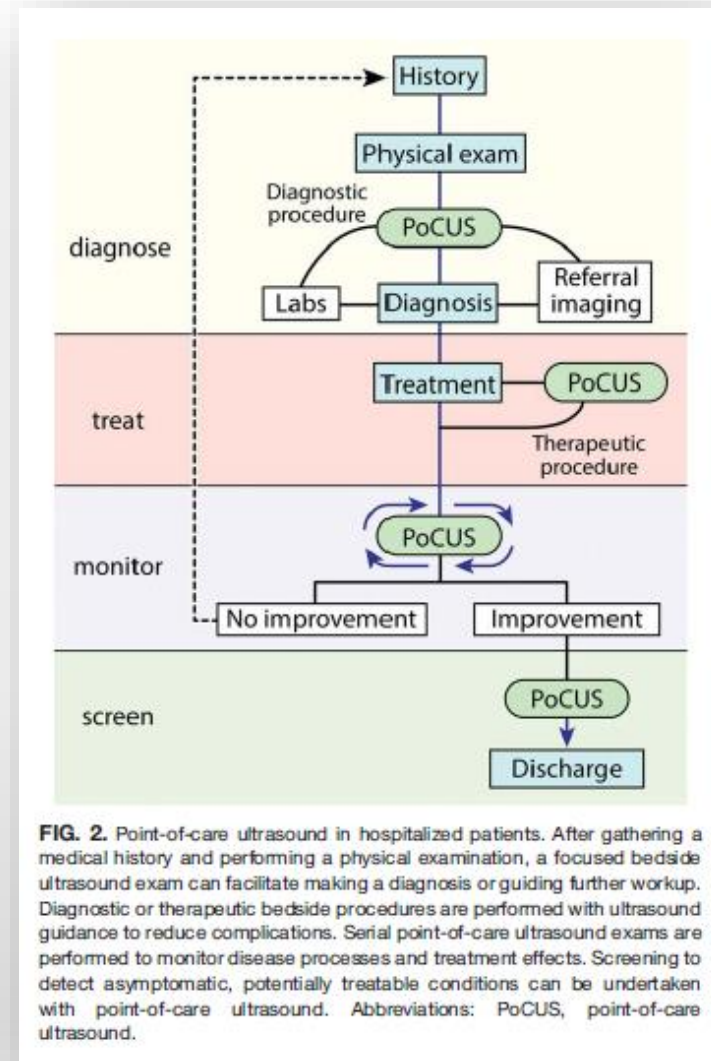 History
Physical exam
Diagnostic
procedure
PoCUS
diagnose
Labs
Diagnosis
Referral
imaging
Treatment
PoCUS
treat
Therapeutic
procedure
PoCUS
monitor
No improvement
Improvement
PoCUS
screen
Discharge
FIG. 2. Point-of-care ultrasound in hospitalized patients. After gathering a
medical history and performing a physical examination, a focused bedside
ultrasound exam can facilitate making a diagnosis or guiding further workup.
Diagnostic or therapeutic bedside procedures are performed with ultrasound
guidance to reduce complications. Serial point-of-care ultrasound exams are
performed to monitor disease processes and treatment effects. Screening to
detect asymptomatic, potentially treatable conditions can be undertaken
with point-of-care ultrasound. Abbreviations: PoCUS, point-of-care
ultrasound.